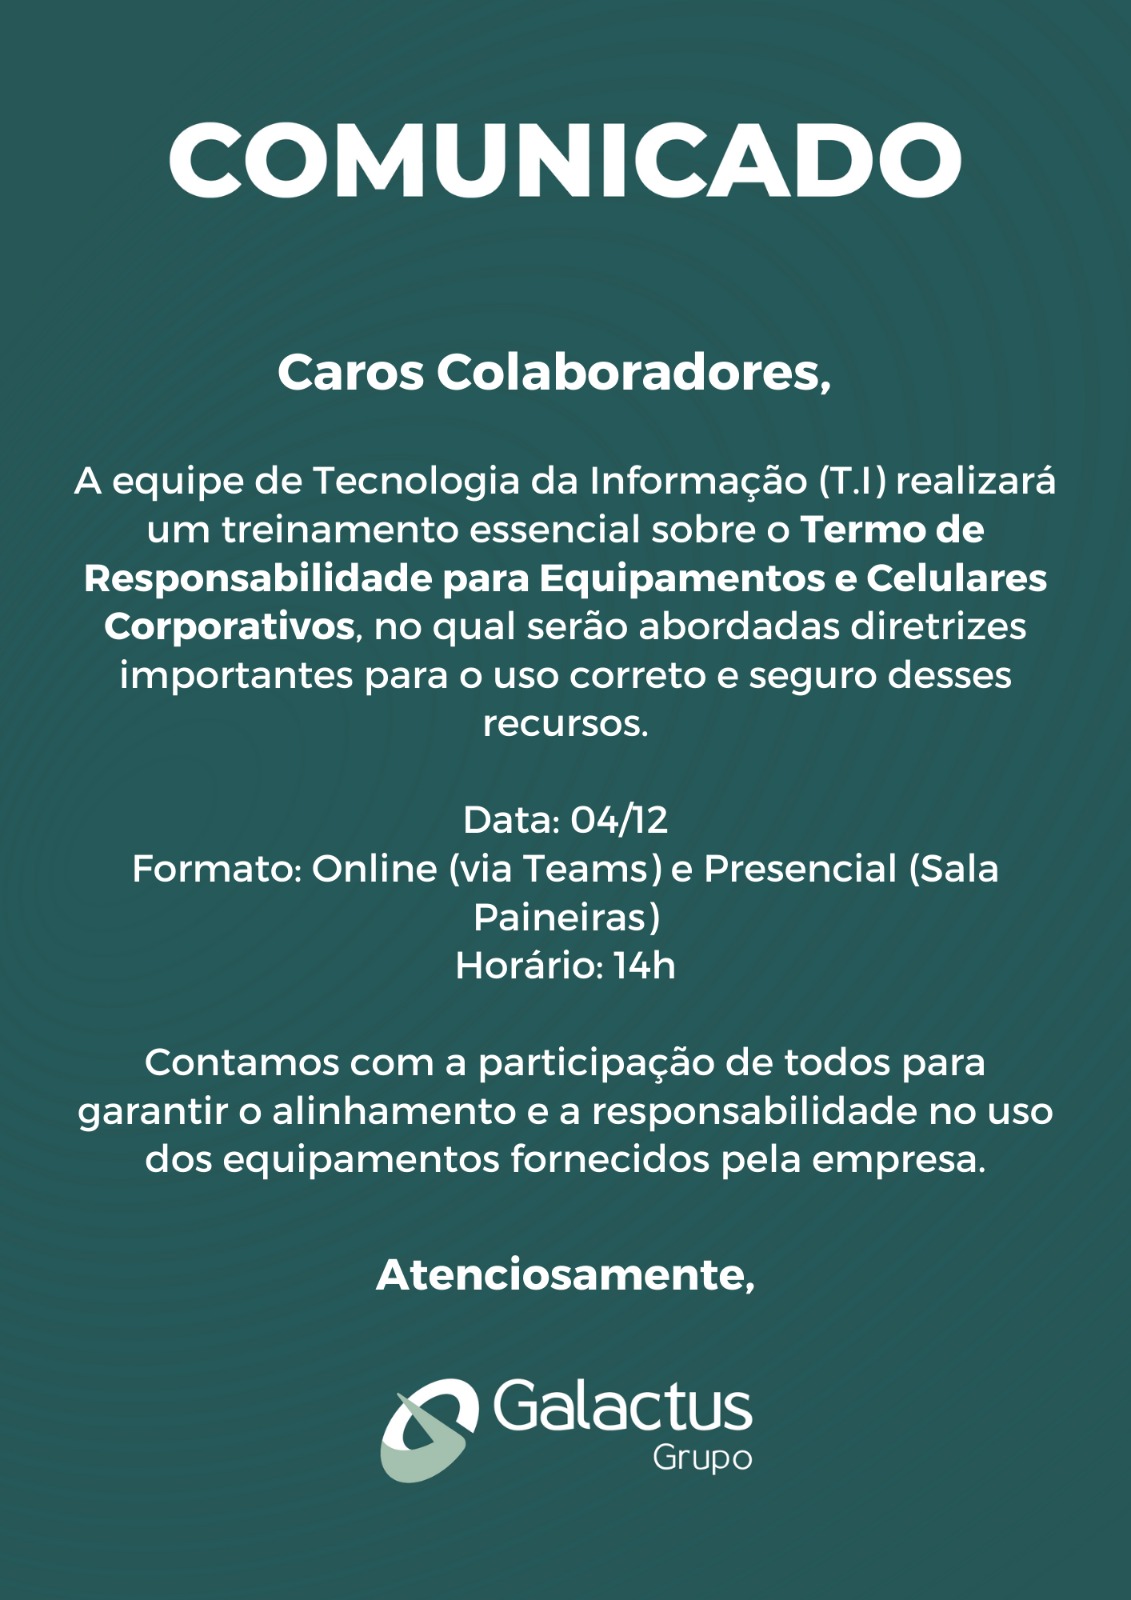 COMUNICADO
Caros Colaboradores,
A equipe de Tecnologia da Informação (T.I) realizará
um treinamento essencial sobre o Termo de
Responsabilidade para Equipamentos e Celulares
Corporativos, no qual serão abordadas diretrizes
importantes para o uso correto e seguro desses
recursos.
Data: 04/12
Formato: Online (via Teams) e Presencial (Sala
Paineiras)
Horário: 14h
Contamos com a participação de todos para
garantir o alinhamento e a responsabilidade no uso
dos equipamentos fornecidos pela empresa.
Atenciosamente,
Galactus
Grupo